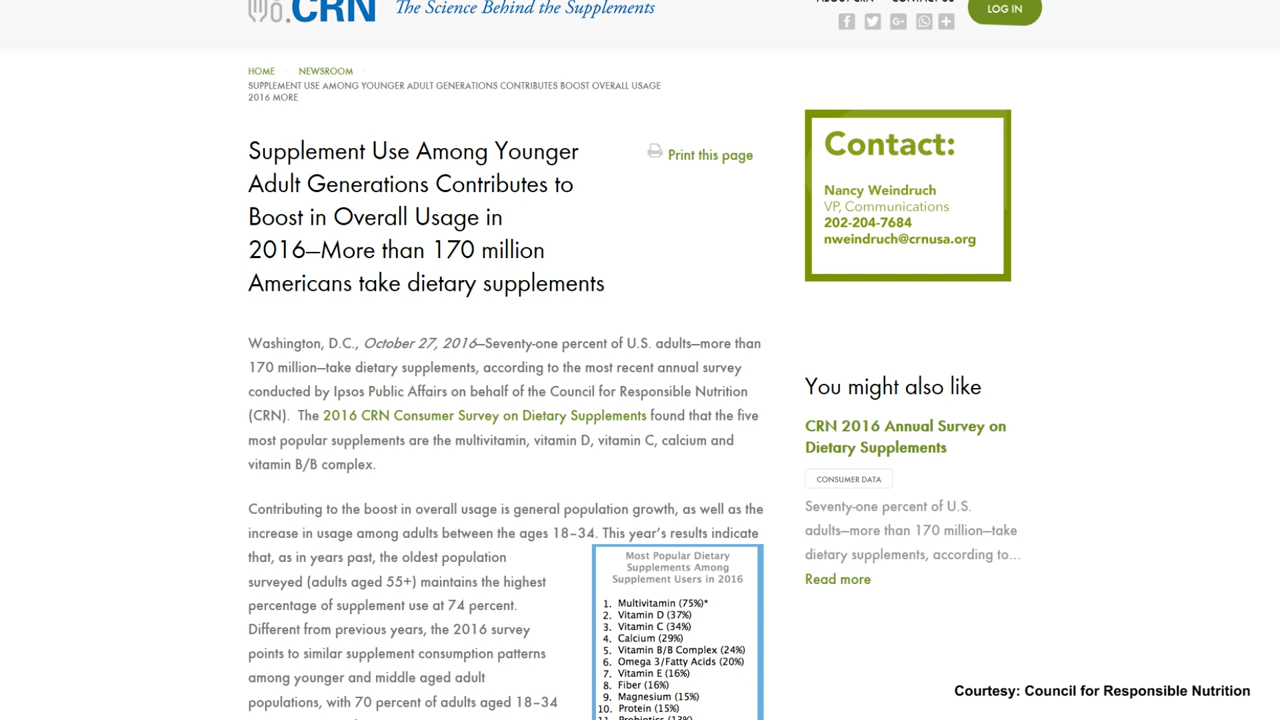 CRN The Science Behind the Supplements
ABOUT CRN CONTACT US
LOG IN
HOME NEWSROOM
SUPPLEMENT USE AMONG YOUNGER ADULT GENERATIONS CONTRIBUTES BOOST OVERALL USAGE
2016 MORE
Supplement Use Among Younger
Adult Generations Contributes to
Boost in Overall Usage in
2016—More than 170 million
Americans take dietary supplements
Print this page
Washington, D.C., October 27, 2016—Seventy-one percent of U.S. adults—more than
170 million—take dietary supplements, according to the most recent annual survey
conducted by Ipsos Public Affairs on behalf of the Council for Responsible Nutrition
(CRN). The 2016 CRN Consumer Survey on Dietary Supplements found that the five
most popular supplements are the multivitamin, vitamin D, vitamin C, calcium and
vitamin B/B complex.
Contributing to the boost in overall usage is general population growth, as well as the
increase in usage among adults between the ages 18–34. This year's results indicate
that, as in years past, the oldest population
surveyed (adults aged 55+) maintains the highest
percentage of supplement use at 74 percent.
Different from previous years, the 2016 survey
points to similar supplement consumption patterns
among younger and middle aged adult
populations, with 70 percent of adults aged 18–34
Most Popular Dietary
Supplements Among
Supplement Users in 2016
1. Multivitamin (75%)*
2. Vitamin D (37%)
3. Vitamin C (34%)
4. Calcium (29%)
5. Vitamin B/B Complex (24%)
6. Omega 3/Fatty Acids (20%)
7. Vitamin E (16%)
8. Fiber (16%)
9. Magnesium (15%)
10. Protein (15%)
11. Probiotics (13%)
Contact:
Nancy Weindruch
VP, Communications
202-204-7684
nweindruch@crnusa.org
You might also like
CRN 2016 Annual Survey on
Dietary Supplements
CONSUMER DATA
Seventy-one percent of U.S.
adults—more than 170 million—take
dietary supplements, according to...
Read more
Courtesy: Council for Responsible Nutrition